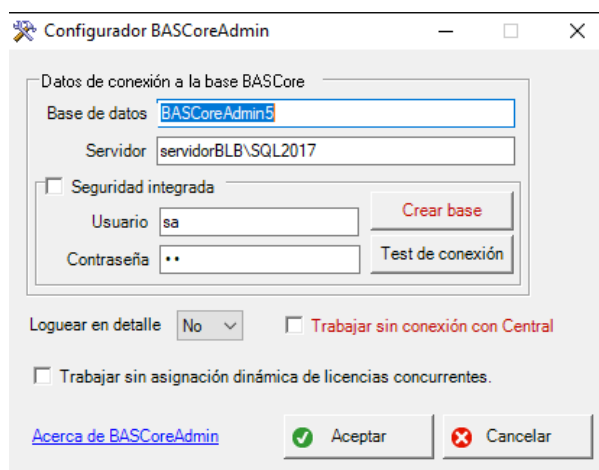 Configurador BASCoreAdmin
Datos de conexión a la base BASCore
Base de datos BASCoreAdmin5
Servidor servidorBLB\SQL2017
Seguridad integrada
Usuario sa
Crear base
Contraseña ••
Test de conexión
Loguear en detalle No Trabajar sin conexión con Central
Trabajar sin asignación dinámica de licencias concurrentes.
Acerca de BASCoreAdmin Aceptar Cancelar